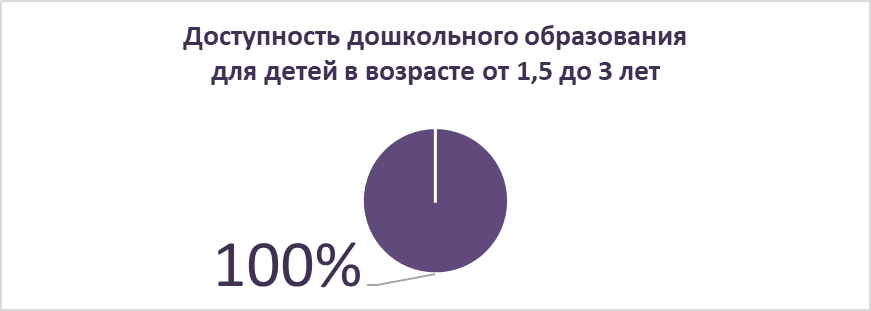 Доступность дошкольного образования
для детей в возрасте от 1,5 до 3 лет
100%